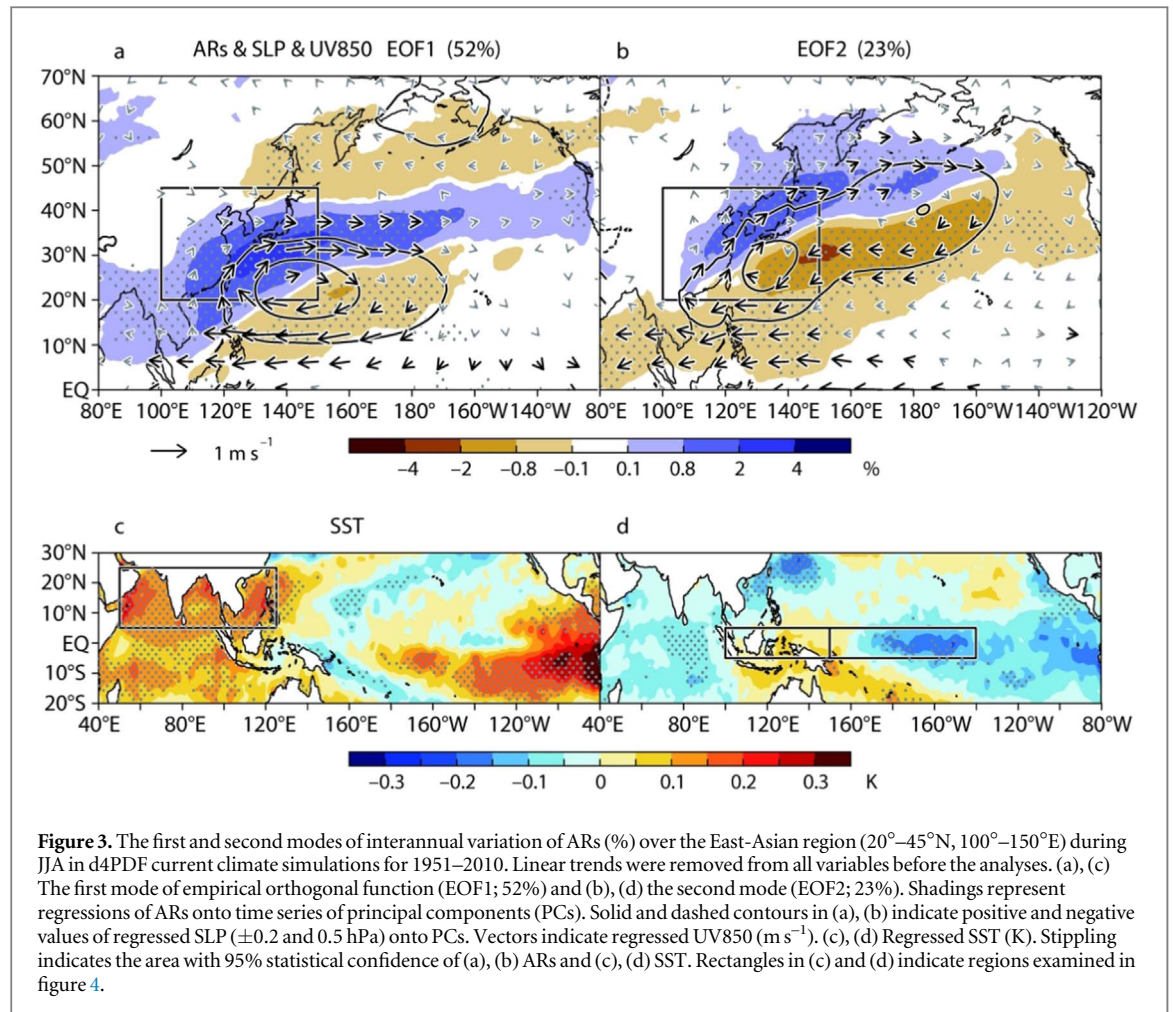 a ARs & SLP & UV850 EOF1 (52%) b EOF2 (23%)
70°N
60°N
50°N
40°N
30°N
20°N
10°N
EQ
80°E 100°E 120°E 140°E 160°E 180°E 160°W 140°W 80°E 100°E 120°E 140°E 160°E 180°E 160°W 140°W 120°W
1 m s⁻¹ −4 −2 −0.8 −0.1 0.1 0.8 2 4 %
c SST d
30°N
20°N
10°N
EQ
10°S
20°S
40°E 80°E 120°E 160°E 160°W 120°W 40°E 80°E 120°E 160°E 160°W 120°W 80°W
−0.3 −0.2 −0.1 0 0.1 0.2 0.3 K
Figure 3. The first and second modes of interannual variation of ARs (%) over the East-Asian region (20°–45°N, 100°–150°E) during
JJA in d4PDF current climate simulations for 1951–2010. Linear trends were removed from all variables before the analyses. (a), (c)
The first mode of empirical orthogonal function (EOF1; 52%) and (b), (d) the second mode (EOF2; 23%). Shadings represent
regressions of ARs onto time series of principal components (PCs). Solid and dashed contours in (a), (b) indicate positive and negative
values of regressed SLP (±0.2 and 0.5 hPa) onto PCs. Vectors indicate regressed UV850 (m s⁻¹). (c), (d) Regressed SST (K). Stippling
indicates the area with 95% statistical confidence of (a), (b) ARs and (c), (d) SST. Rectangles in (c) and (d) indicate regions examined in
figure 4.